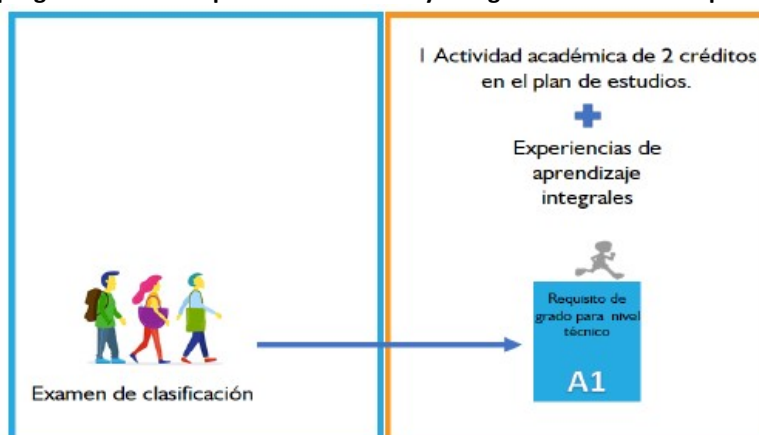 1 Actividad académica de 2 créditos
en el plan de estudios.
Experiencias de
aprendizaje
integrales
Requisito de
grado para nivel
técnico
A1
Examen de clasificación